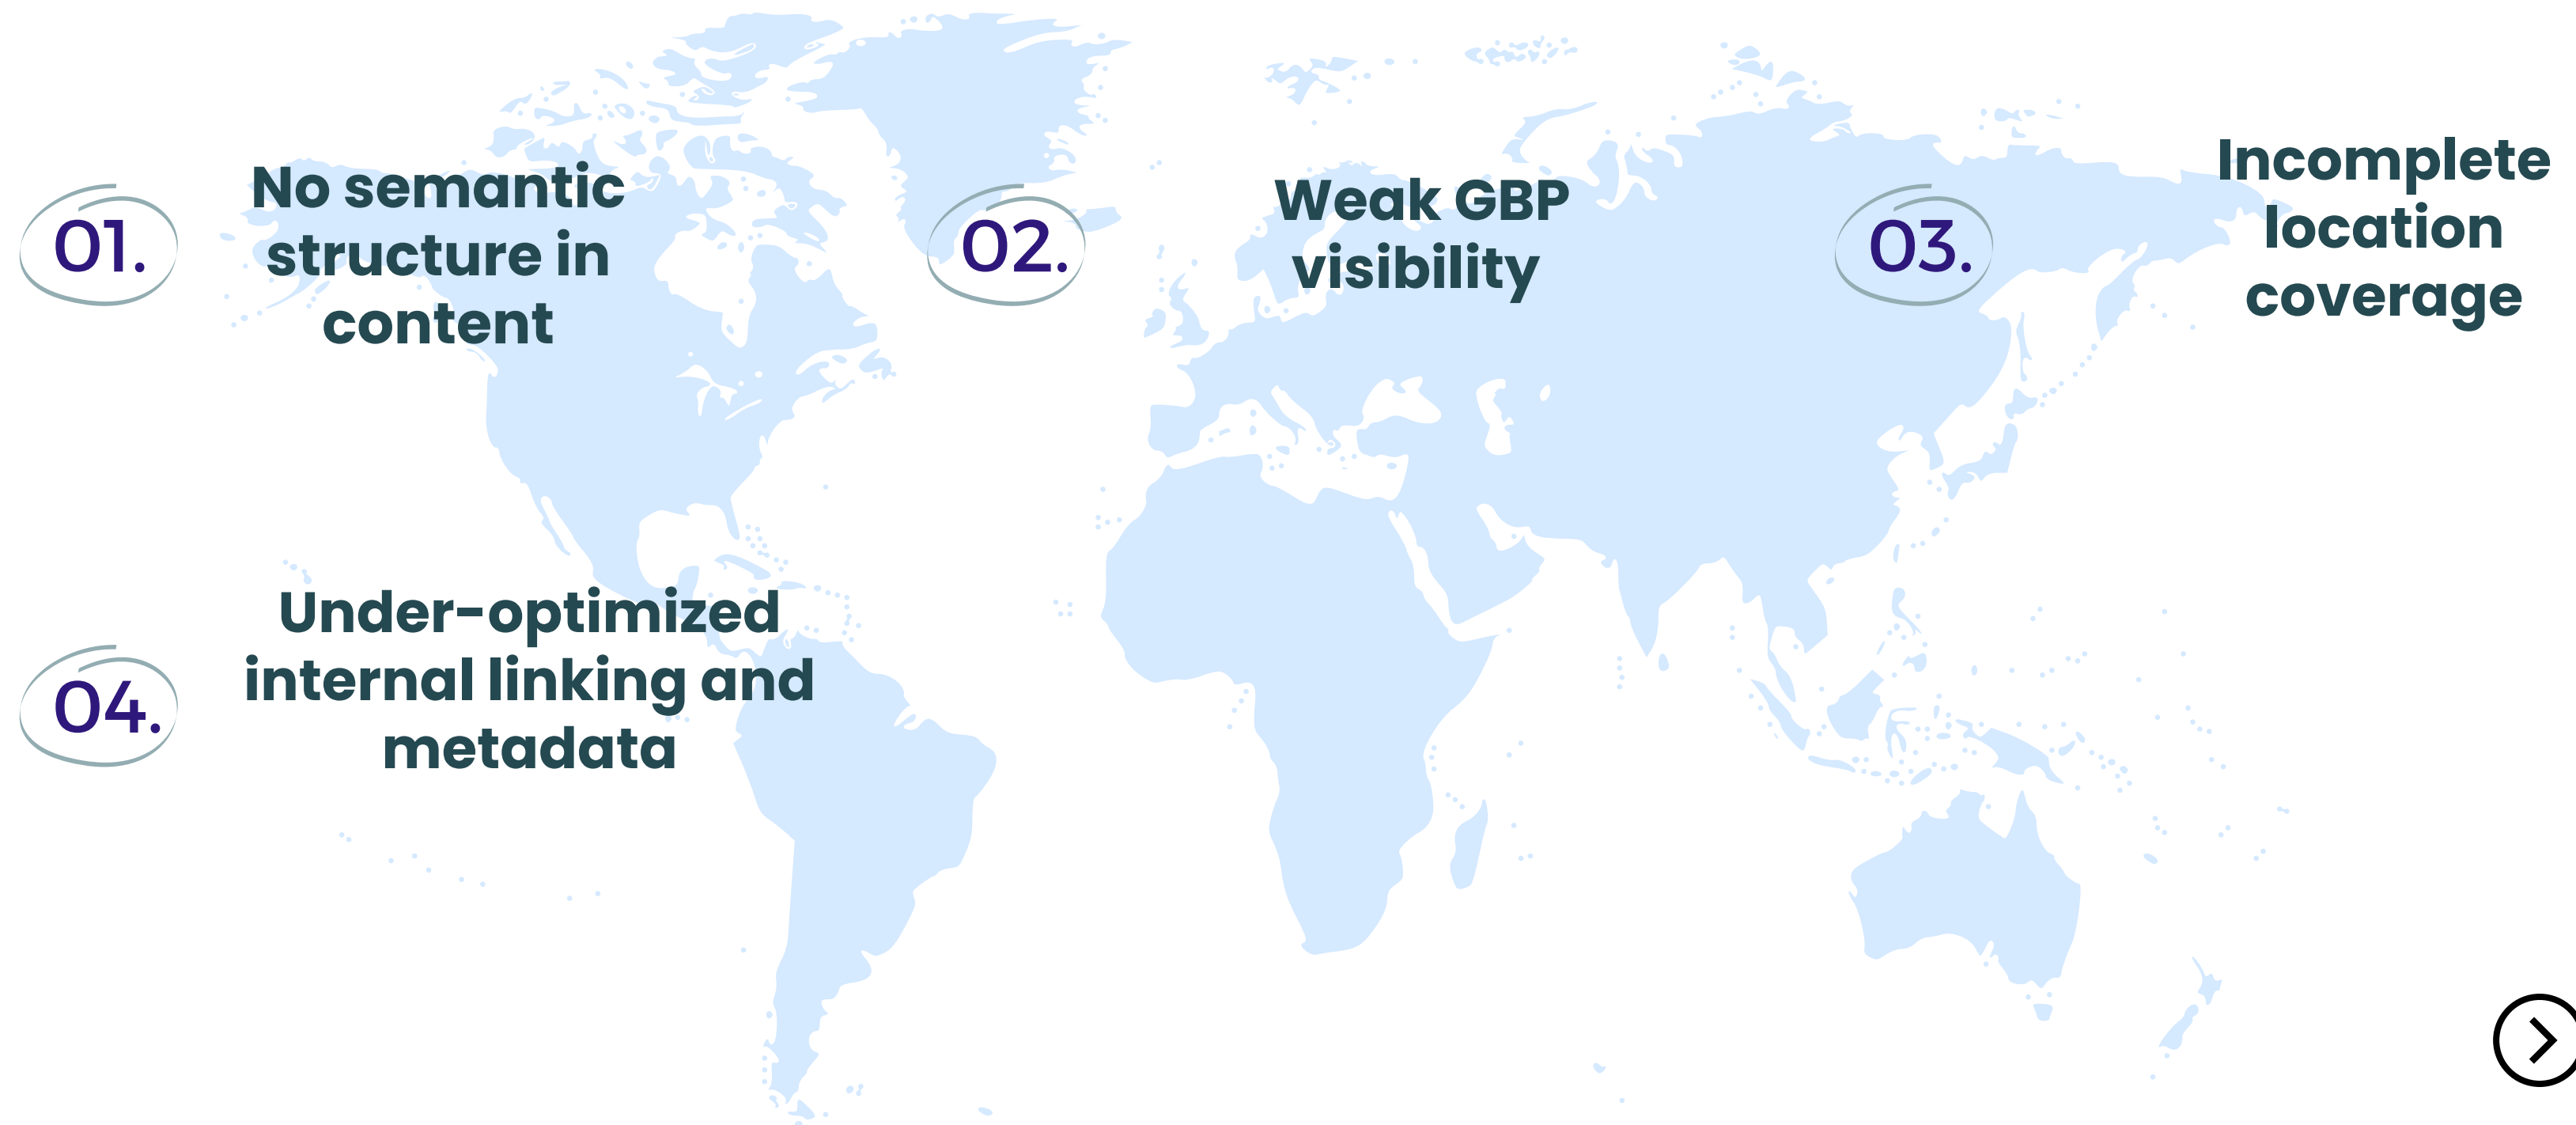 01.
No semantic
structure in
content
02.
Weak GBP
visibility
03.
Incomplete
location
coverage
04.
Under-optimized
internal linking and
metadata